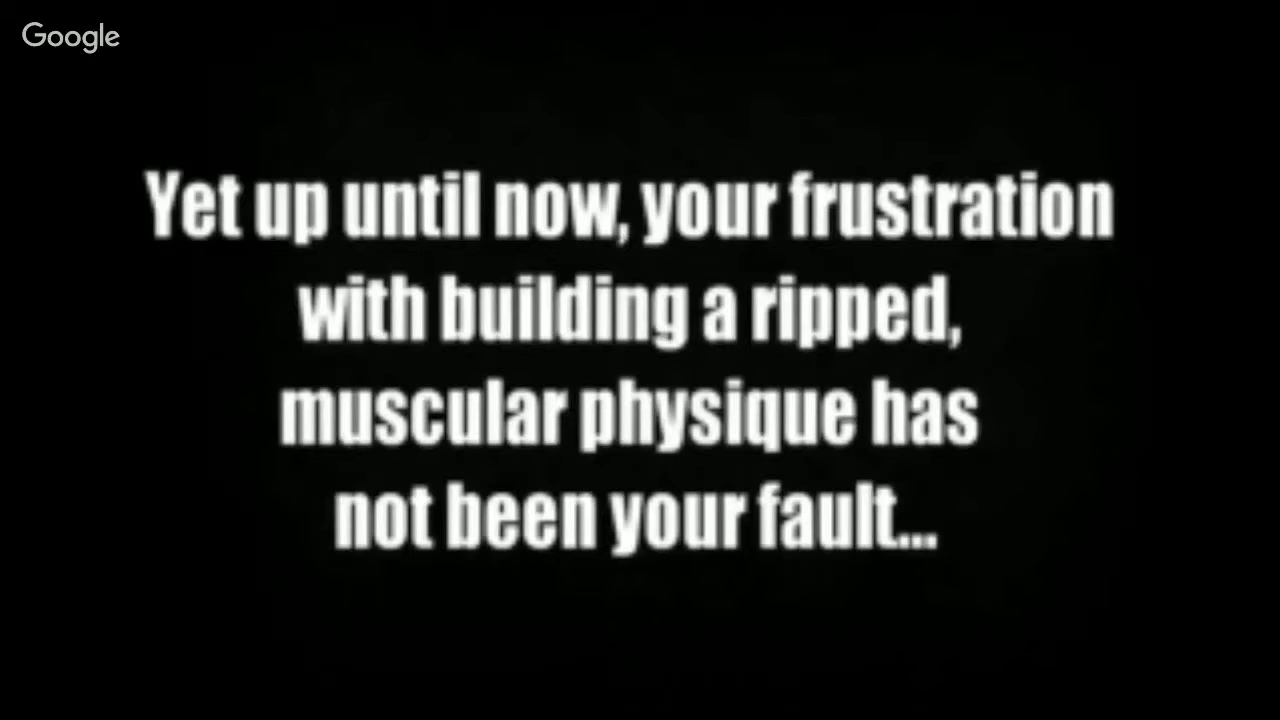 Google
Yet up until now, your frustration
with building a ripped,
muscular physique has
not been your fault...